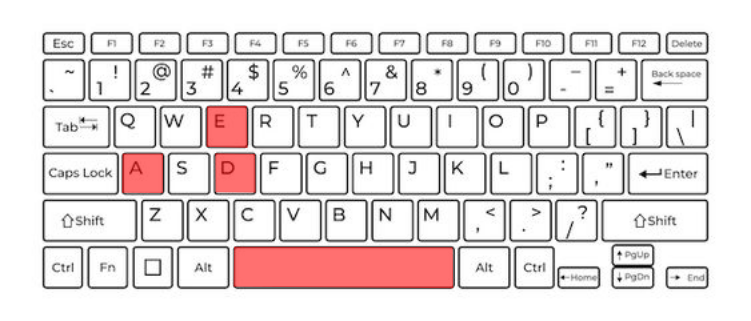 Esc F1 F2 F3 F4 F5 F6 F7 F8 F9 F10 F11 F12 Delete
~ ` ! 1 @ 2 # 3 $ 4 % 5 ^ 6 & 7 * 8 ( 9 ) 0 _ - + = Back space ←
Tab Q W E R T Y U I O P { [ } ] | \
Caps Lock A S D F G H J K L : ; " , ↵ Enter
⇧Shift Z X C V B N M < , > . ? / ⇧Shift
Ctrl Fn Alt Alt Ctrl ←Home ↑PgUp ↓PgDn → End